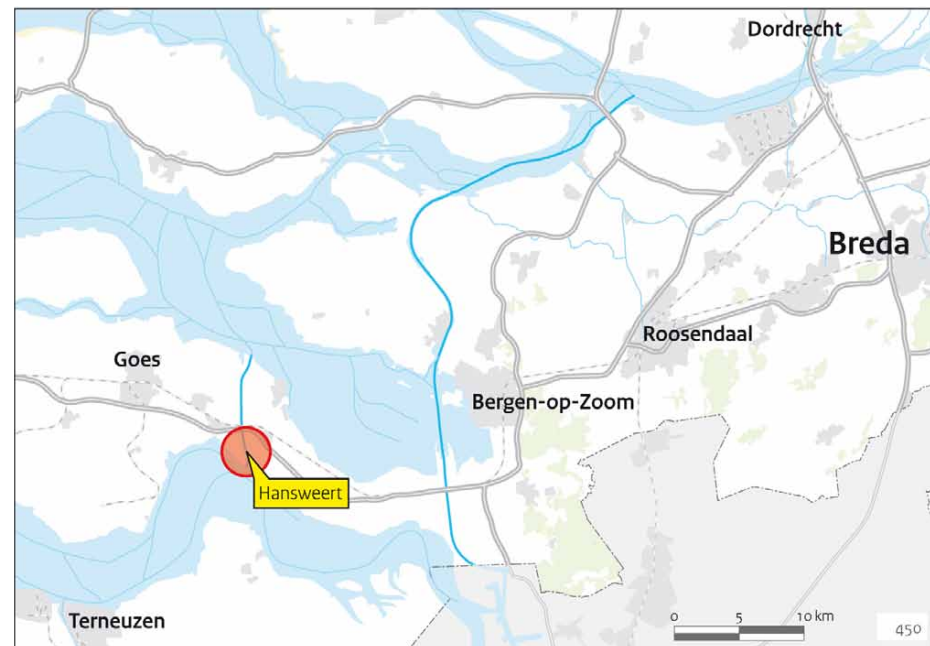 Dordrecht
Breda
Roosendaal
Goes
Bergen-op-Zoom
Hansweert
Terneuzen
0 5 10 km
450